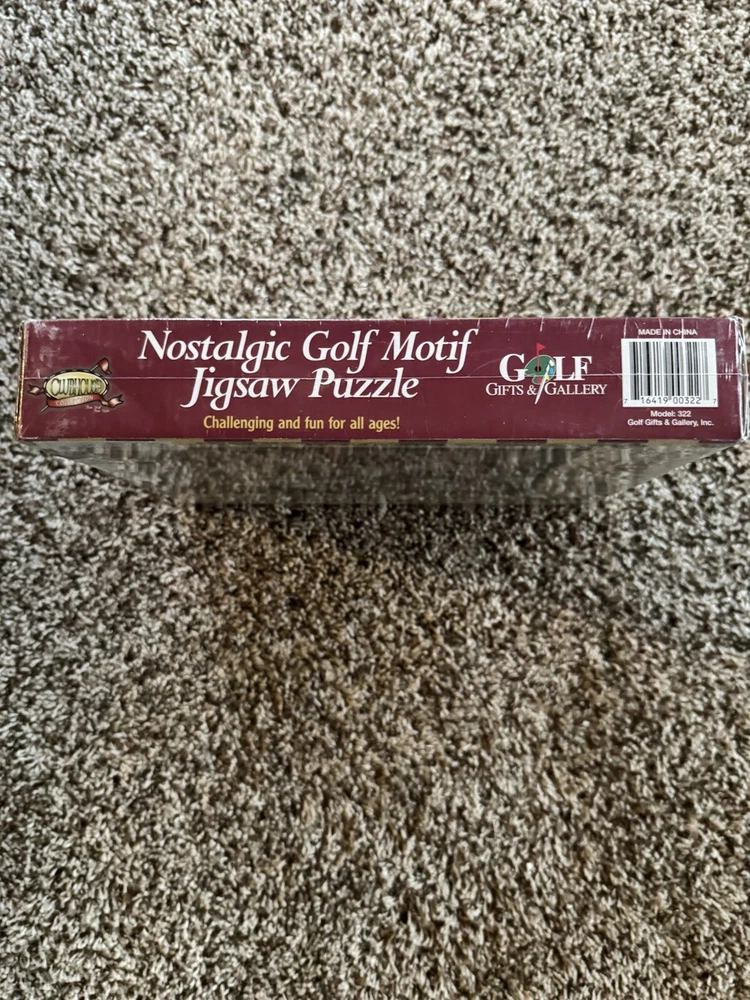 CLUBHOUSE
Nostalgic Golf Motif
Jigsaw Puzzle
Challenging and fun for all ages!
GOLF
GIFTS & GALLERY
MADE IN CHINA
7 16419 00322 7
Model: 322
Golf Gifts & Gallery, Inc.